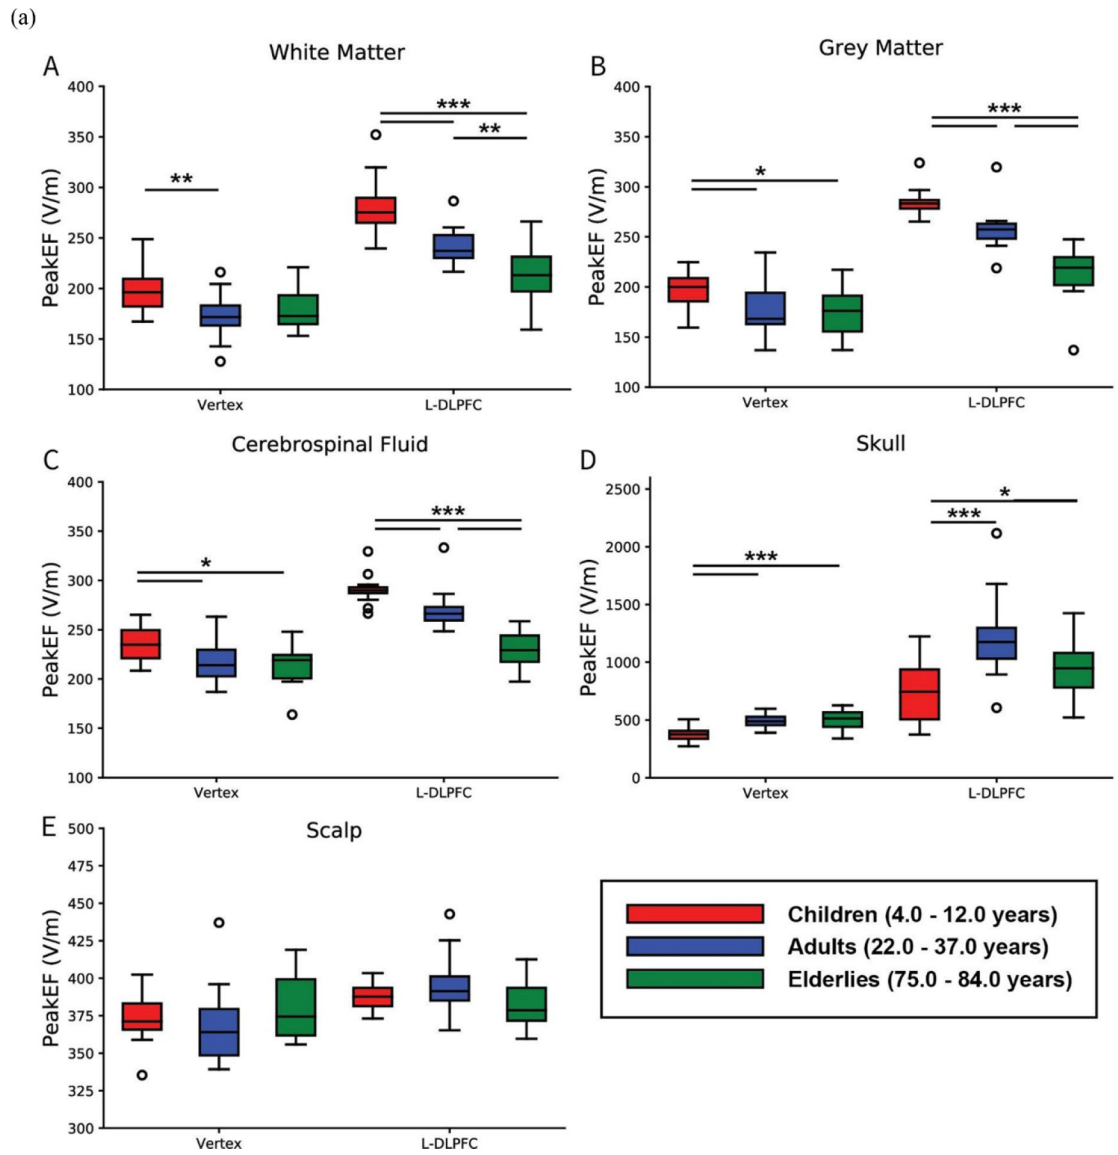 (a)
A
White Matter
PeakEF (V/m)
400
350
300
250
200
150
100
**
***
**
Vertex
L-DLPFC
B
Grey Matter
PeakEF (V/m)
400
350
300
250
200
150
100
*
***
Vertex
L-DLPFC
C
Cerebrospinal Fluid
PeakEF (V/m)
400
350
300
250
200
150
100
*
***
Vertex
L-DLPFC
D
Skull
PeakEF (V/m)
2500
2000
1500
1000
500
0
***
*
***
Vertex
L-DLPFC
E
Scalp
PeakEF (V/m)
500
475
450
425
400
375
350
325
300
Vertex
L-DLPFC
Children (4.0 - 12.0 years)
Adults (22.0 - 37.0 years)
Elderlies (75.0 - 84.0 years)